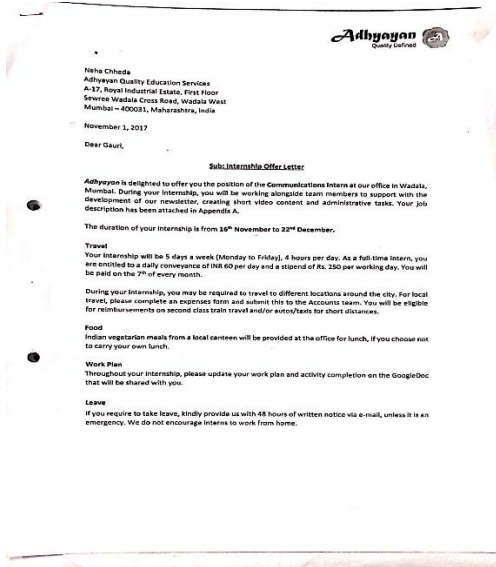 Adhyayan
Quality Defined
Neha Chheda
Adhyayan Quality Education Services
A-17, Royal Industrial Estate, First Floor
Sewree Wadala Cross Road, Wadala West
Mumbai – 400031, Maharashtra, India
November 1, 2017
Dear Gauri,
Sub: Internship Offer Letter
Adhyayan is delighted to offer you the position of the Communications Intern at our office in Wadala,
Mumbai. During your internship, you will be working alongside team members to support with the
development of our newsletter, creating short video content and administrative tasks. Your job
description has been attached in Appendix A.
The duration of your internship is from 16th November to 22nd December.
Travel
Your internship will be 5 days a week [Monday to Friday], 4 hours per day. As a full-time intern, you
are entitled to a daily conveyance of INR 60 per day and a stipend of Rs. 250 per working day. You will
be paid on the 7th of every month.
During your internship, you may be required to travel to different locations around the city. For local
travel, please complete an expenses form and submit this to the Accounts team. You will be eligible
for reimbursements on second class train travel and/or autos/taxis for short distances.
Food
Indian vegetarian meals from a local canteen will be provided at the office for lunch, if you choose not
to carry your own lunch.
Work Plan
Throughout your internship, please update your work plan and activity completion on the GoogleDoc
that will be shared with you.
Leave
If you require to take leave, kindly provide us with 48 hours of written notice via e-mail, unless it is an
emergency. We do not encourage interns to work from home.